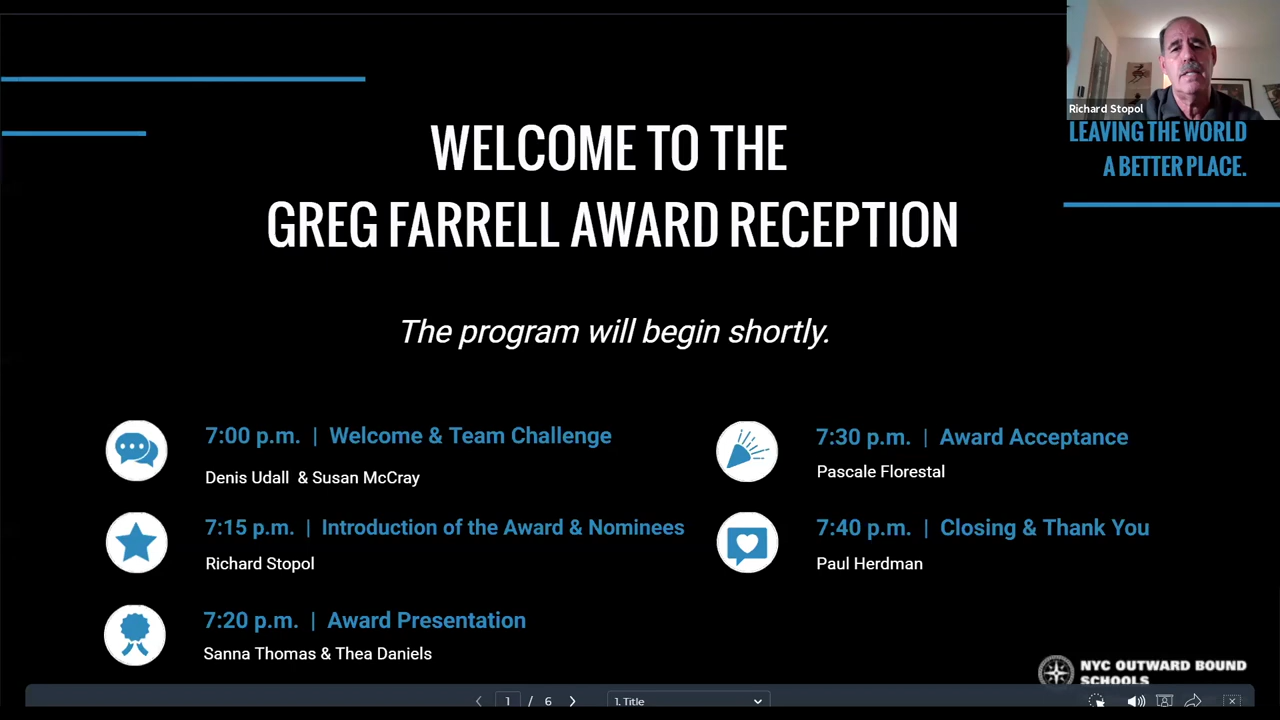 Richard Stopol
LEAVING THE WORLD
A BETTER PLACE.
WELCOME TO THE
GREG FARRELL AWARD RECEPTION
The program will begin shortly.
7:00 p.m. | Welcome & Team Challenge
Denis Udall & Susan McCray
7:15 p.m. | Introduction of the Award & Nominees
Richard Stopol
7:20 p.m. | Award Presentation
Sanna Thomas & Thea Daniels
7:30 p.m. | Award Acceptance
Pascale Florestal
7:40 p.m. | Closing & Thank You
Paul Herdman
NYC OUTWARD BOUND
SCHOOLS
1 / 6
1. Title